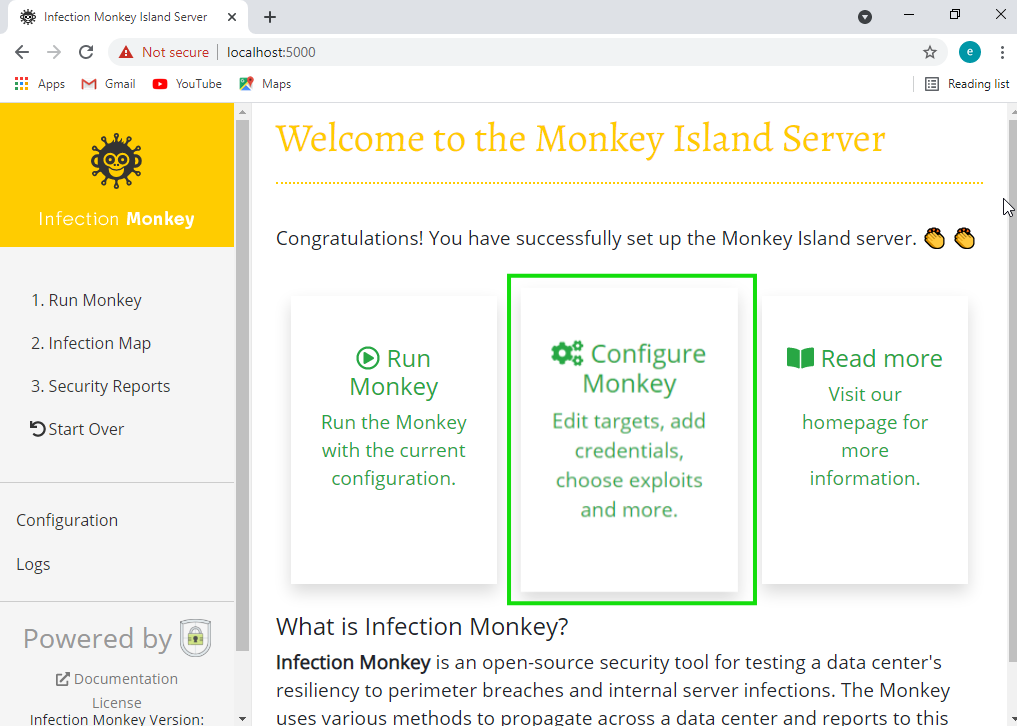 Infection Monkey Island Server
Not secure
localhost:5000
e
Apps
Gmail
YouTube
Maps
Reading list
Infection Monkey
1. Run Monkey
2. Infection Map
3. Security Reports
Start Over
Configuration
Logs
Powered by
Documentation
License
Infection Monkey Version:
Welcome to the Monkey Island Server
Congratulations! You have successfully set up the Monkey Island server.
Run
Monkey
Run the Monkey
with the current
configuration.
Configure
Monkey
Edit targets, add
credentials,
choose exploits
and more.
Read more
Visit our
homepage for
more
information.
What is Infection Monkey?
Infection Monkey is an open-source security tool for testing a data center's
resiliency to perimeter breaches and internal server infections. The Monkey
uses various methods to propagate across a data center and reports to this